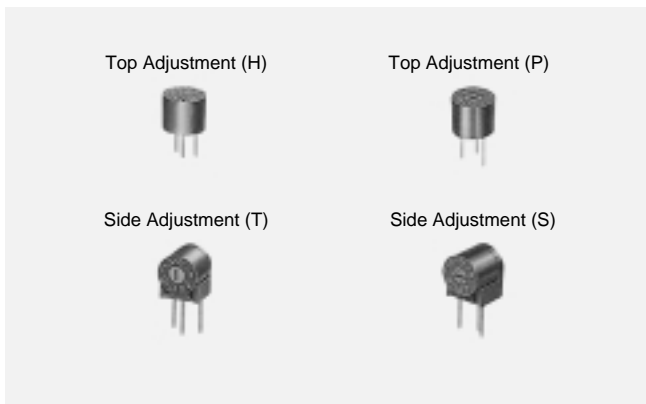 Top Adjustment (H)
Top Adjustment (P)
Side Adjustment (T)
Side Adjustment (S)